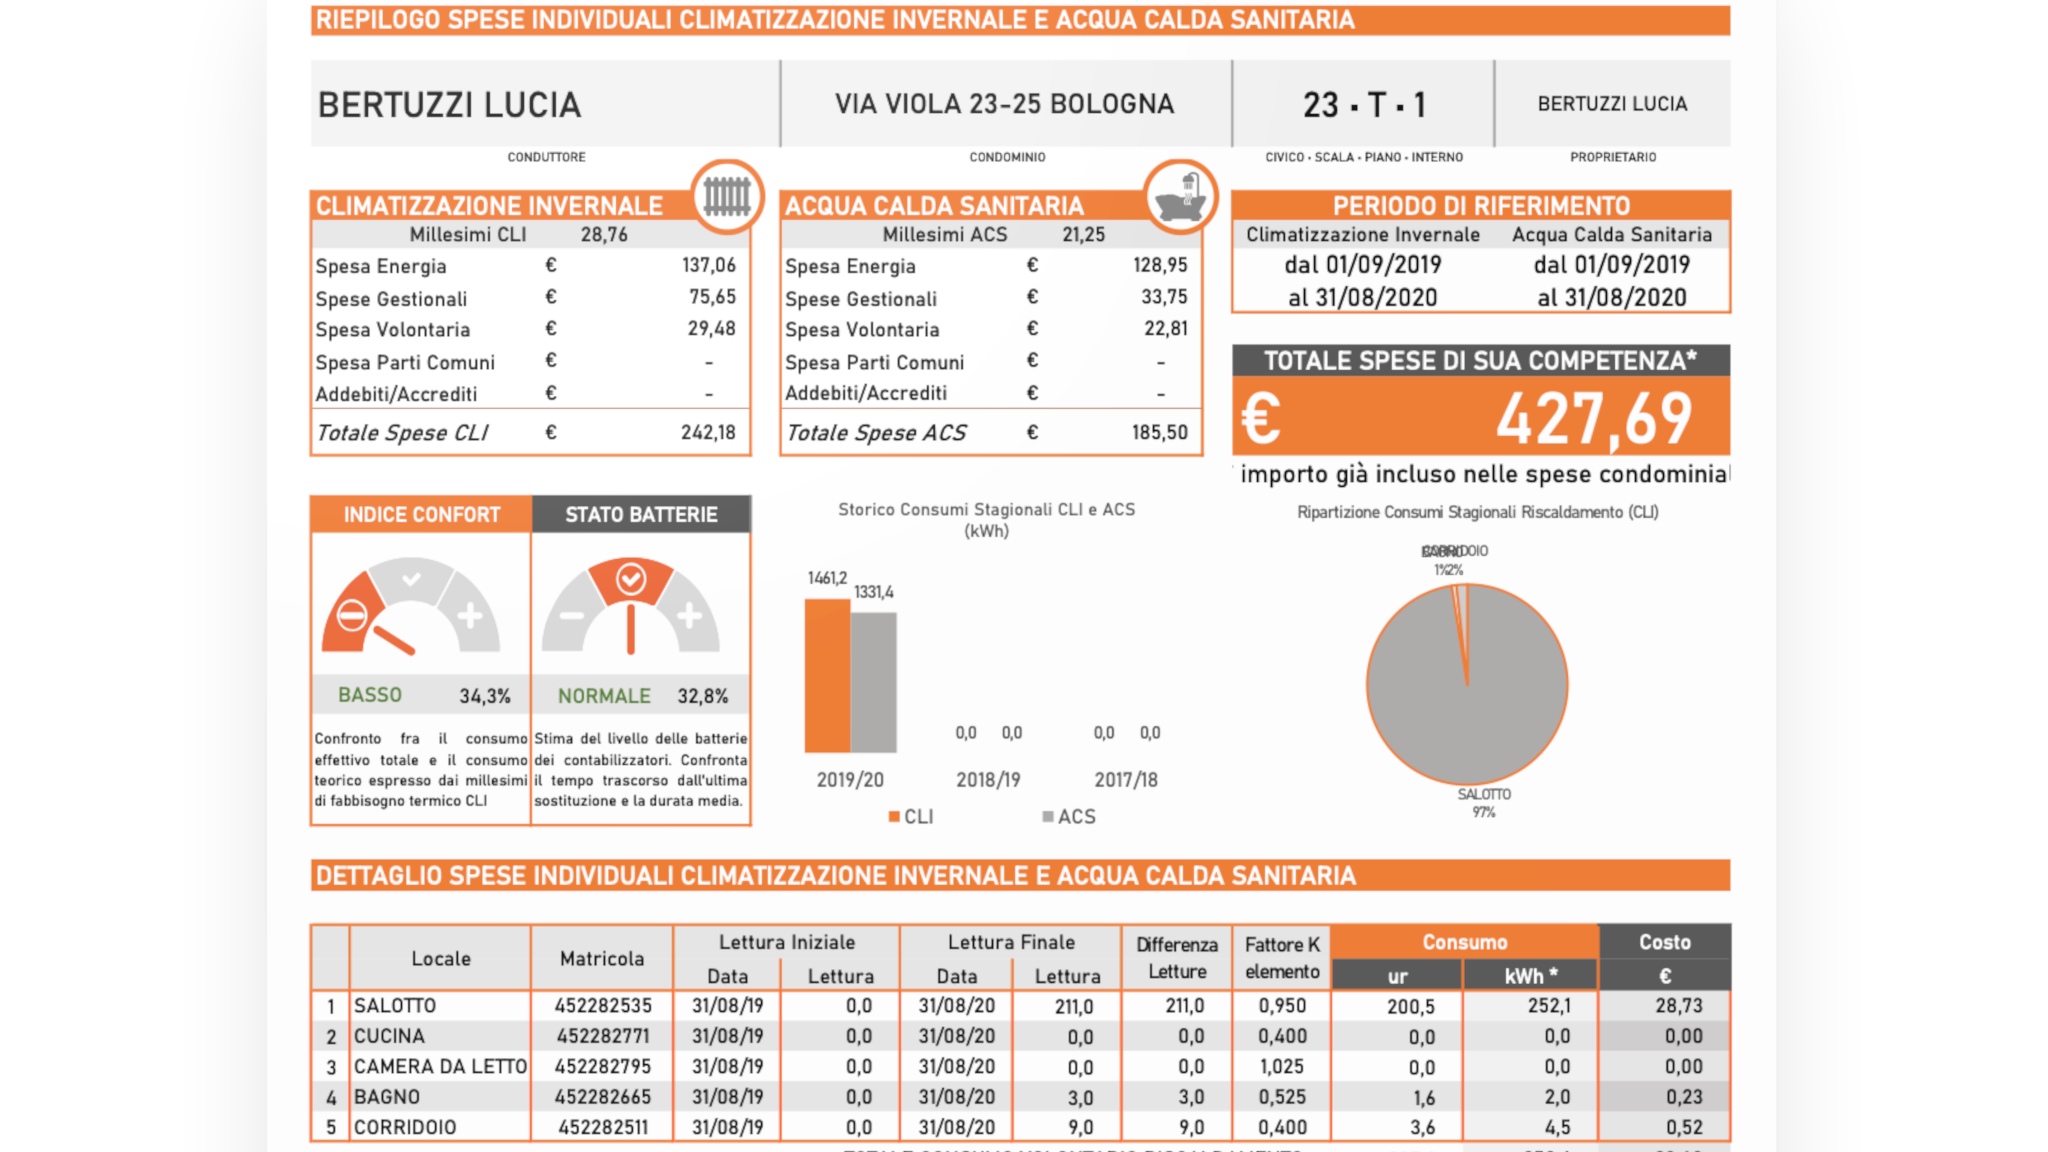 RIEPILOGO SPESE INDIVIDUALI CLIMATIZZAZIONE INVERNALE E ACQUA CALDA SANITARIA
BERTUZZI LUCIA
VIA VIOLA 23-25 BOLOGNA
23 · T · 1
BERTUZZI LUCIA
CONDUTTORE
CONDOMINIO
CIVICO · SCALA · PIANO · INTERNO
PROPRIETARIO
CLIMATIZZAZIONE INVERNALE
Millesimi CLI 28,76
Spesa Energia € 137,06
Spese Gestionali € 75,65
Spesa Volontaria € 29,48
Spesa Parti Comuni € -
Addebiti/Accrediti € -
Totale Spese CLI € 242,18
ACQUA CALDA SANITARIA
Millesimi ACS 21,25
Spesa Energia € 128,95
Spese Gestionali € 33,75
Spesa Volontaria € 22,81
Spesa Parti Comuni € -
Addebiti/Accrediti € -
Totale Spese ACS € 185,50
PERIODO DI RIFERIMENTO
Climatizzazione Invernale Acqua Calda Sanitaria
dal 01/09/2019 dal 01/09/2019
al 31/08/2020 al 31/08/2020
TOTALE SPESE DI SUA COMPETENZA*
€ 427,69
importo già incluso nelle spese condominial
INDICE CONFORT
BASSO 34,3%
Confronto fra il consumo
effettivo totale e il consumo
teorico espresso dai millesimi
di fabbisogno termico CLI
STATO BATTERIE
NORMALE 32,8%
Stima del livello delle batterie
dei contabilizzatori. Confronta
il tempo trascorso dall'ultima
sostituzione e la durata media.
Storico Consumi Stagionali CLI e ACS
(kWh)
1461,2
1331,4
0,0 0,0 0,0 0,0
2019/20 2018/19 2017/18
CLI ACS
Ripartizione Consumi Stagionali Riscaldamento (CLI)
CORRIDOIO
1% 2%
SALOTTO
97%
DETTAGLIO SPESE INDIVIDUALI CLIMATIZZAZIONE INVERNALE E ACQUA CALDA SANITARIA
Locale Matricola Lettura Iniziale Lettura Finale Differenza Letture Fattore K elemento Consumo Costo
Data Lettura Data Lettura ur kWh * €
1 SALOTTO 452282535 31/08/19 0,0 31/08/20 211,0 211,0 0,950 200,5 252,1 28,73
2 CUCINA 452282771 31/08/19 0,0 31/08/20 0,0 0,0 0,400 0,0 0,0 0,00
3 CAMERA DA LETTO 452282795 31/08/19 0,0 31/08/20 0,0 0,0 1,025 0,0 0,0 0,00
4 BAGNO 452282665 31/08/19 0,0 31/08/20 3,0 3,0 0,525 1,6 2,0 0,23
5 CORRIDOIO 452282511 31/08/19 0,0 31/08/20 9,0 9,0 0,400 3,6 4,5 0,52